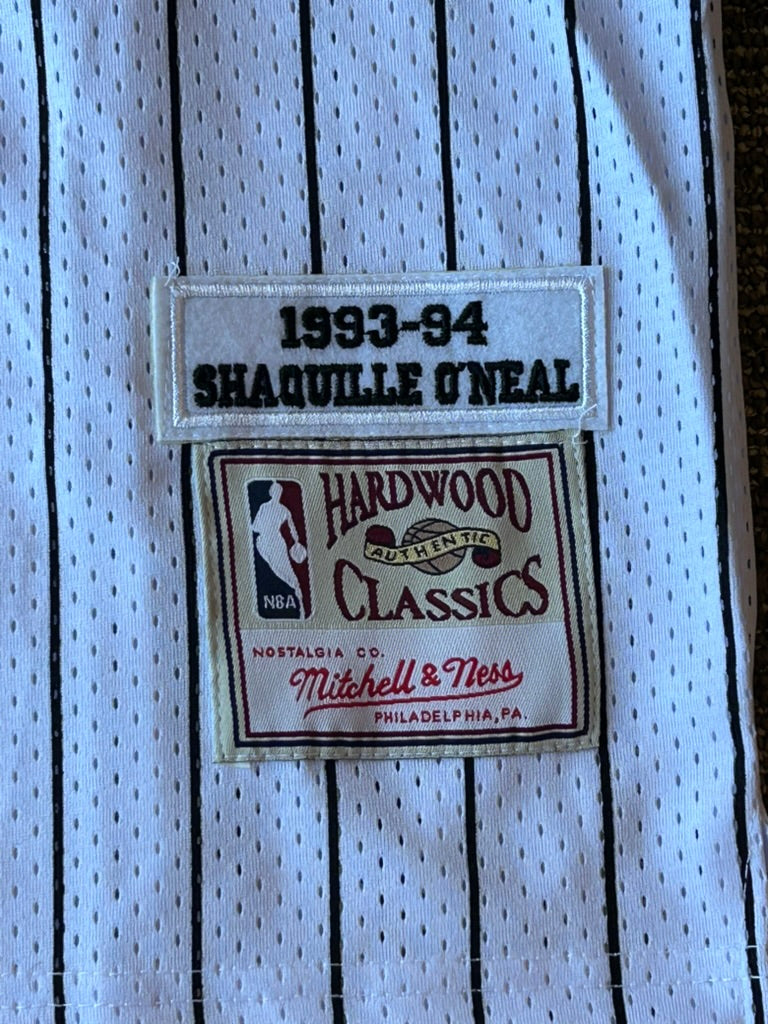 1993-94
SHAQUILLE O'NEAL
HARDWOOD
AUTHENTIC
CLASSICS
NBA
NOSTALGIA CO.
Mitchell & Ness
PHILADELPHIA, PA.